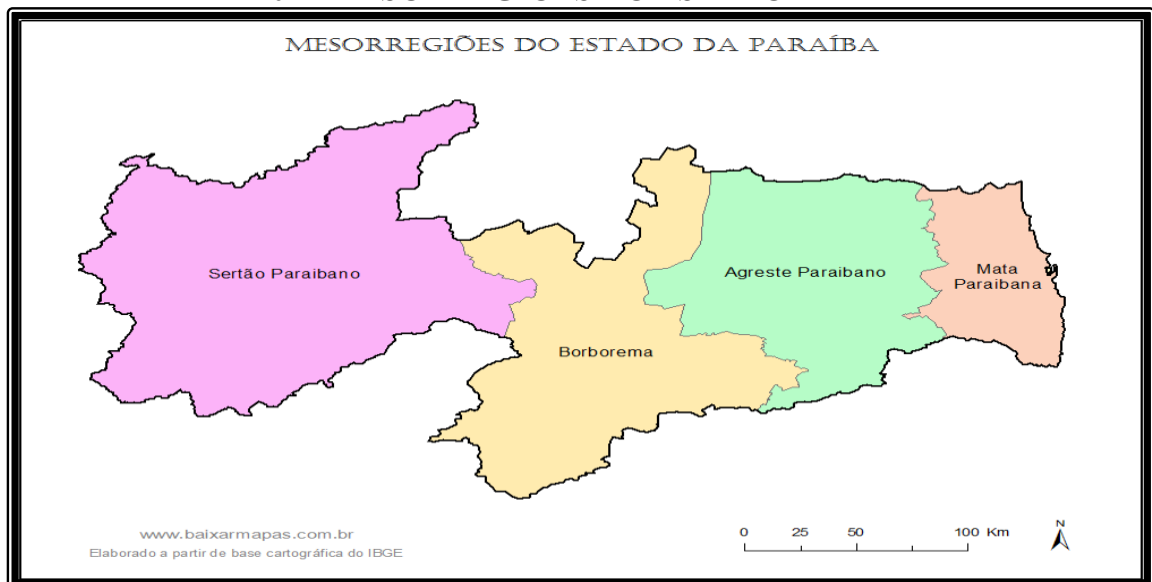 MESORREGIÕES DO ESTADO DA PARAÍBA
Sertão Paraibano
Agreste Paraibano
Mata
Paraibana
Borborema
www.baixarmapas.com.br
Elaborado a partir de base cartográfica do IBGE
0 25 50 100 Km
N